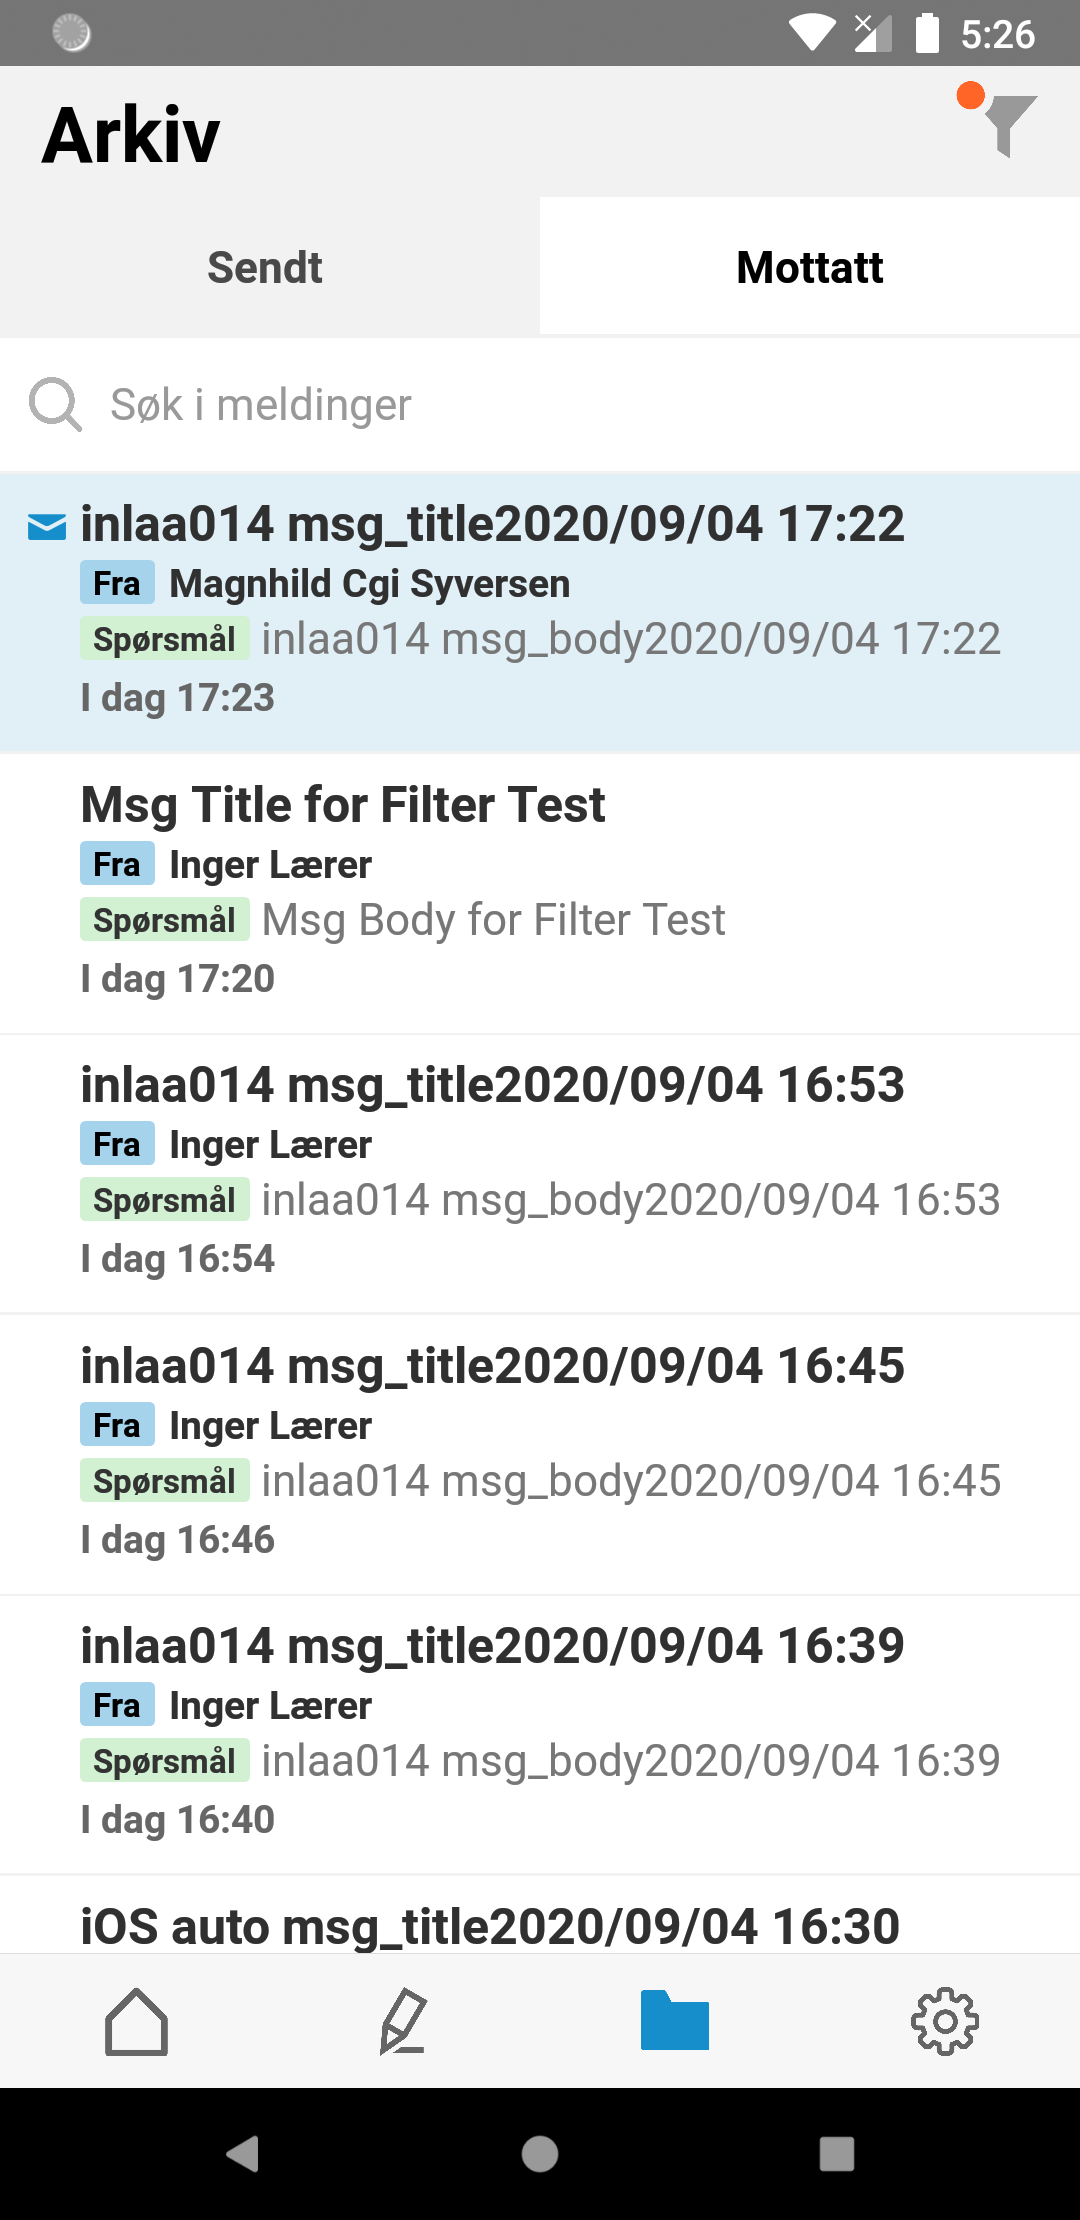 5:26
Arkiv
Sendt
Mottatt
Søk i meldinger
inlaa014 msg_title2020/09/04 17:22
Fra Magnhild Cgi Syversen
Spørsmål inlaa014 msg_body2020/09/04 17:22
I dag 17:23
Msg Title for Filter Test
Fra Inger Lærer
Spørsmål Msg Body for Filter Test
I dag 17:20
inlaa014 msg_title2020/09/04 16:53
Fra Inger Lærer
Spørsmål inlaa014 msg_body2020/09/04 16:53
I dag 16:54
inlaa014 msg_title2020/09/04 16:45
Fra Inger Lærer
Spørsmål inlaa014 msg_body2020/09/04 16:45
I dag 16:46
inlaa014 msg_title2020/09/04 16:39
Fra Inger Lærer
Spørsmål inlaa014 msg_body2020/09/04 16:39
I dag 16:40
iOS auto msg_title2020/09/04 16:30